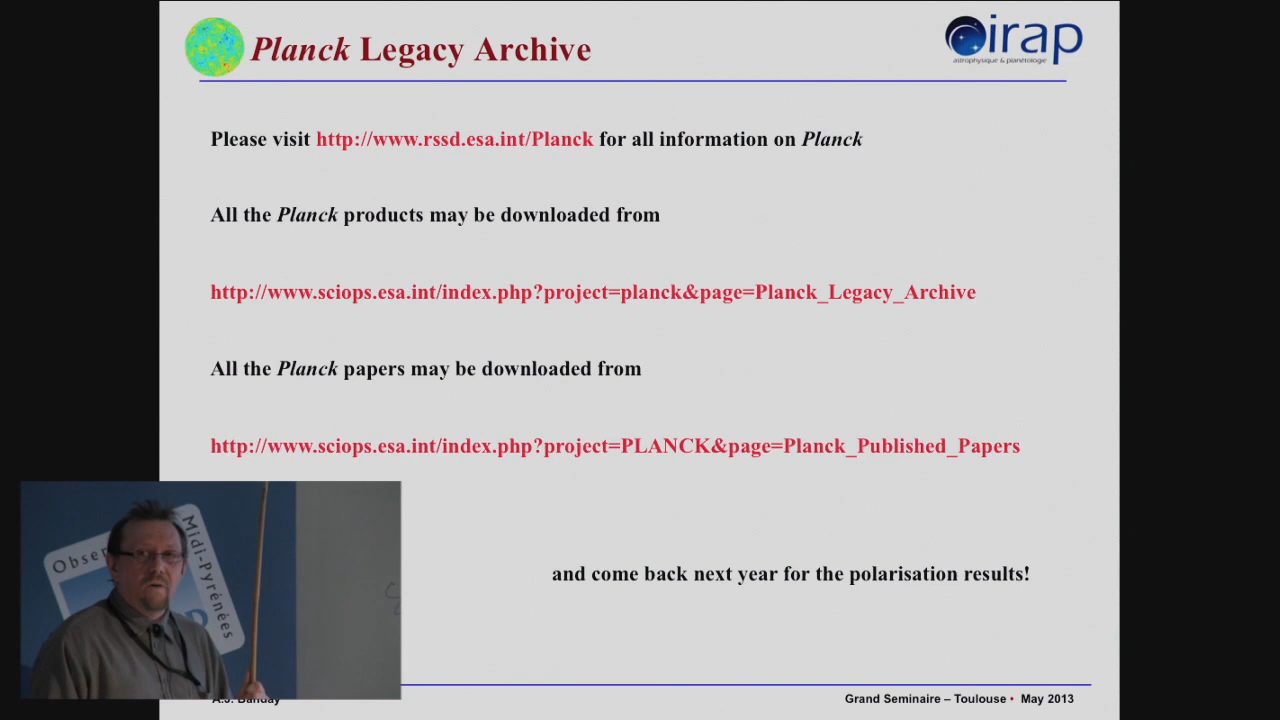 Planck Legacy Archive
irap
astrophysique & planétologie
Please visit http://www.rssd.esa.int/Planck for all information on Planck
All the Planck products may be downloaded from
http://www.sciops.esa.int/index.php?project=planck&page=Planck_Legacy_Archive
All the Planck papers may be downloaded from
http://www.sciops.esa.int/index.php?project=PLANCK&page=Planck_Published_Papers
Midi-Pyrénées
and come back next year for the polarisation results!
A.J. Banday
Grand Seminaire – Toulouse • May 2013